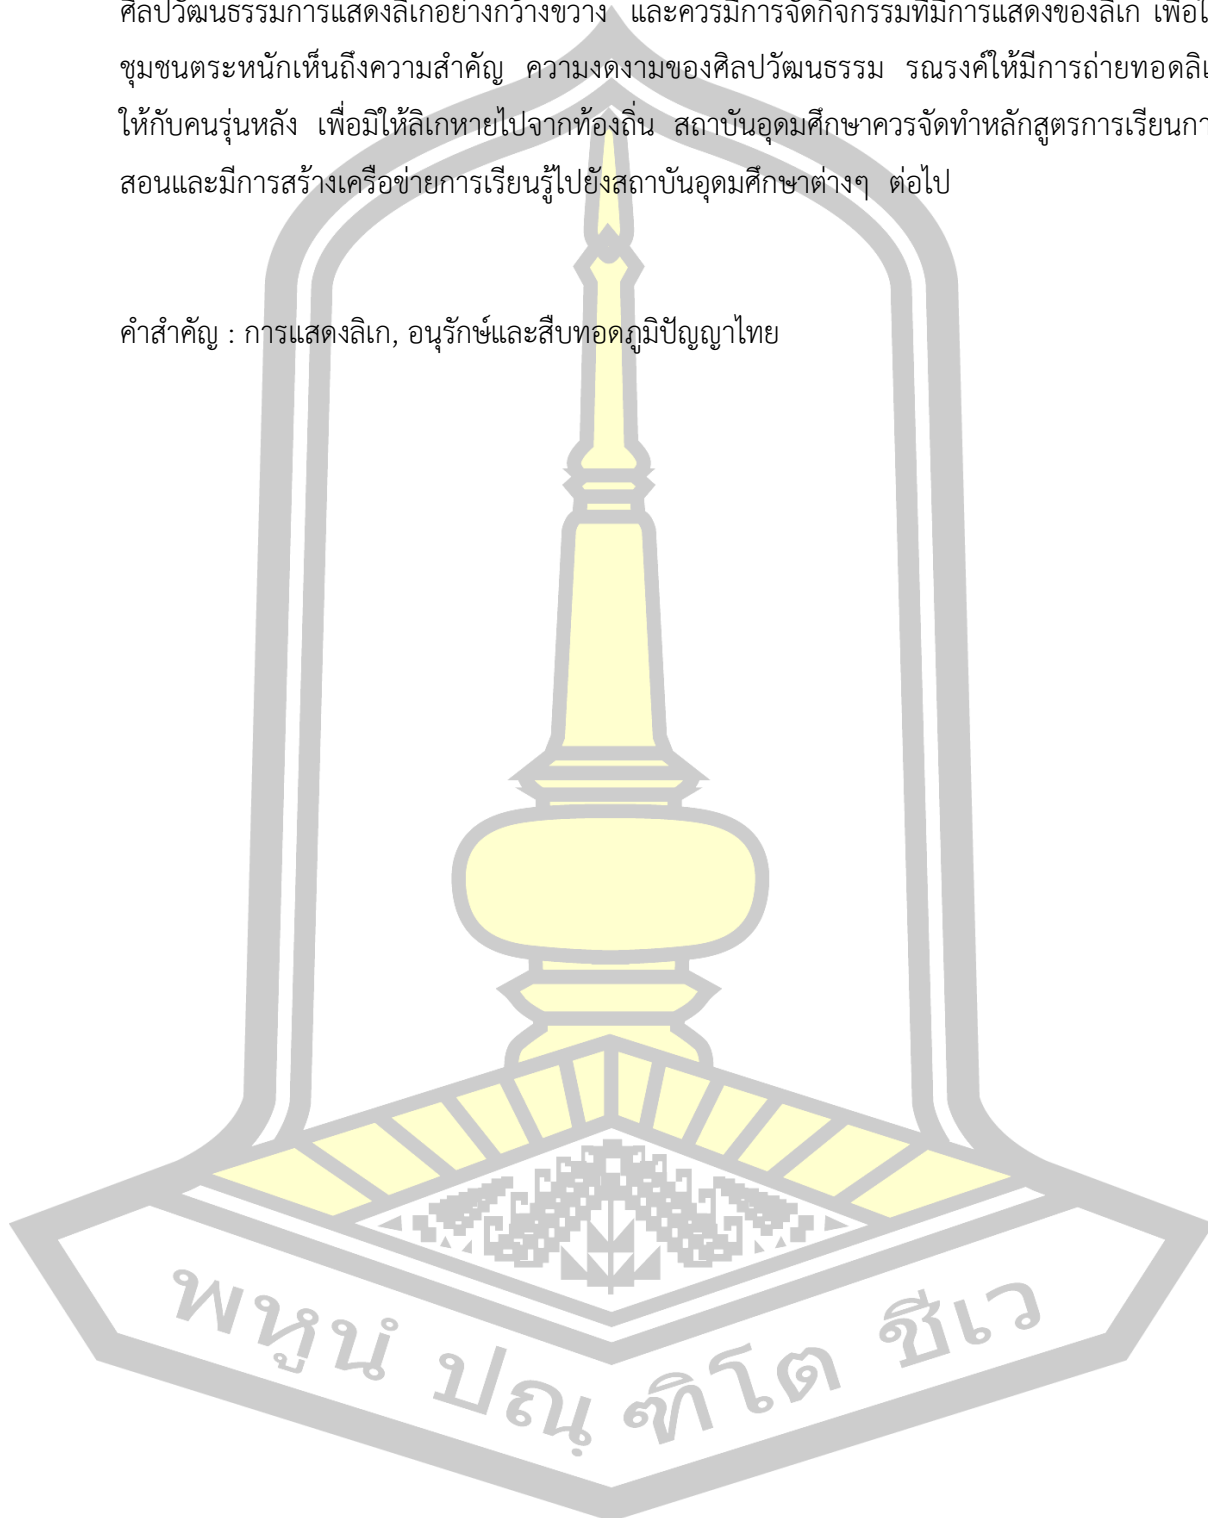 ศิลปวัฒนธรรมการแสดงลิเกอย่างกว้างขวาง และควรมีการจัดกิจกรรมที่มีการแสดงของลิเก
ชุมชนตระหนักเห็นถึงความสำคัญ ความงดงามของศิลปวัฒนธรรม รณรงค์ให้มีการถ่ายทอด
ให้กับคนรุ่นหลัง เพื่อมิให้ลิเกหายไปจากท้องถิ่น สถาบันอุดมศึกษาควรจัดทำหลักสูตรการเรียน
สอนและมีการสร้างเครือข่ายการเรียนรู้ไปยังสถาบันอุดมศึกษาต่างๆ ต่อไป
คำสำคัญ : การแสดงลิเก, อนุรักษ์และสืบทอดภูมิปัญญาไทย
พหูนํ ปณฺฑิโต ชีเว